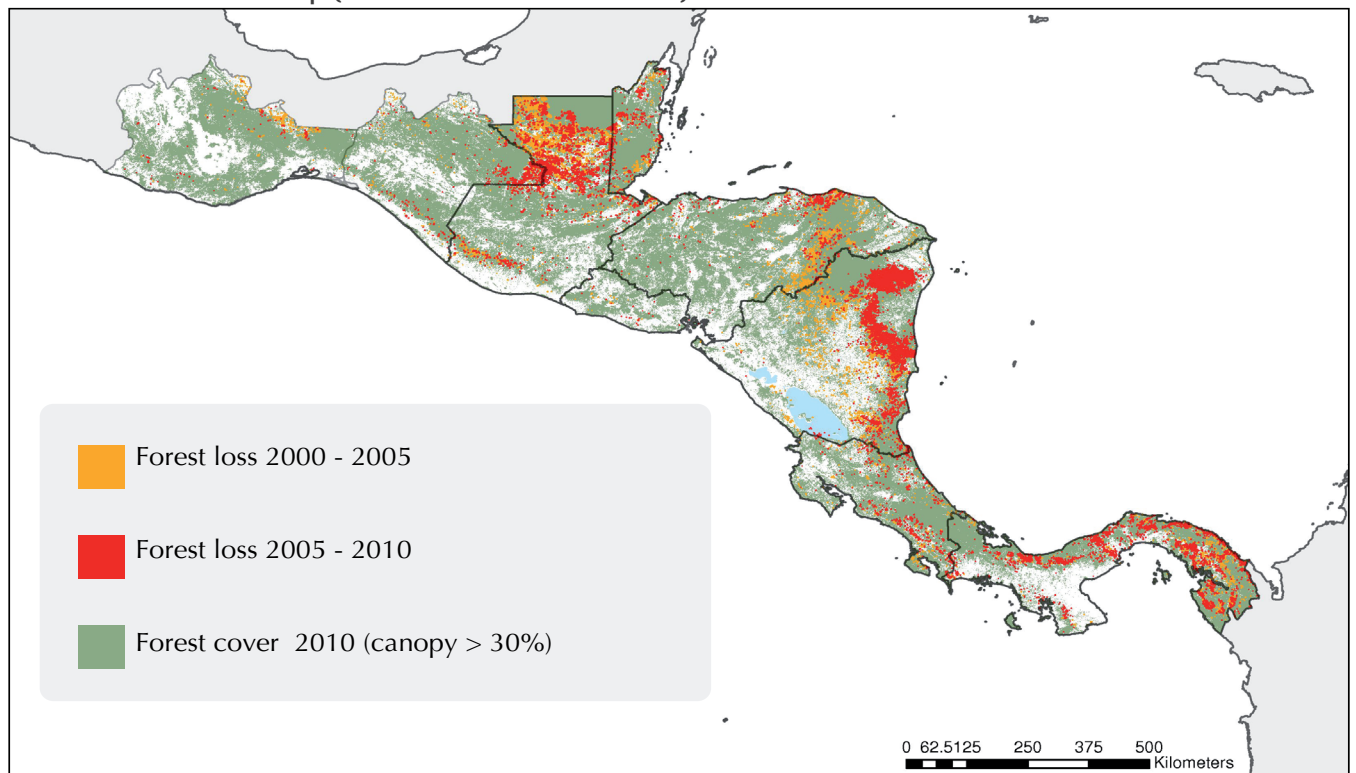 Forest loss 2000 - 2005
Forest loss 2005 - 2010
Forest cover 2010 (canopy > 30%)
0 62.5125 250 375 500
Kilometers